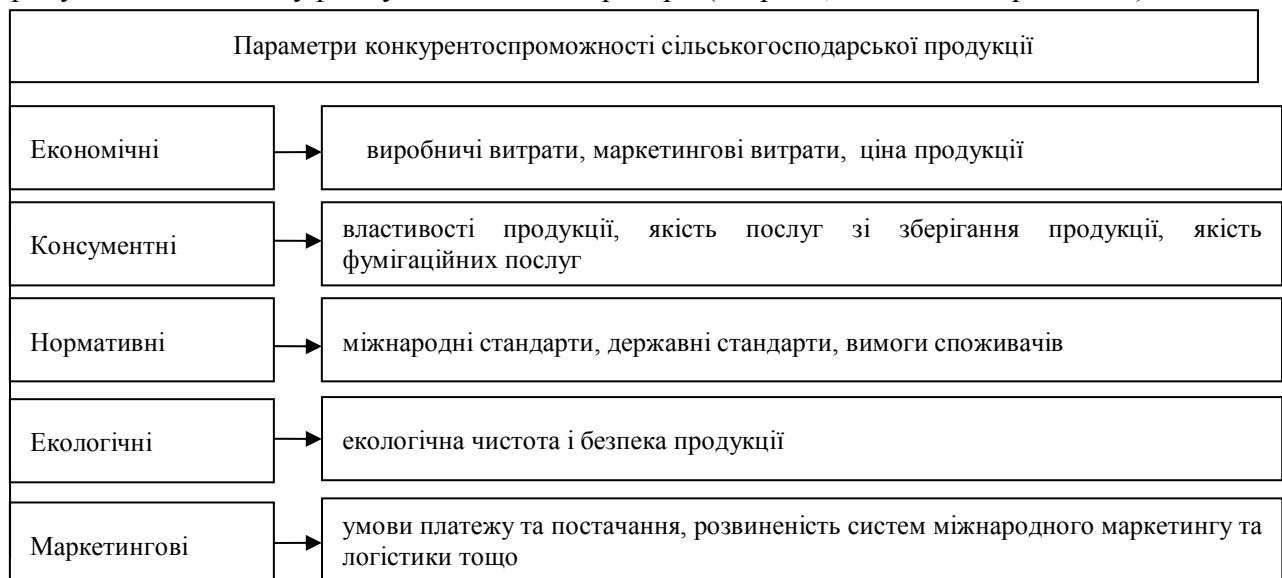 Параметри конкурентоспроможності сільськогосподарської продукції
Економічні
виробничі витрати, маркетингові витрати, ціна продукції
Консументні
властивості продукції, якість послуг зі зберігання продукції, якість
фумігаційних послуг
Нормативні
міжнародні стандарти, державні стандарти, вимоги споживачів
Екологічні
екологічна чистота і безпека продукції
Маркетингові
умови платежу та постачання, розвиненість систем міжнародного маркетингу та
логістики тощо